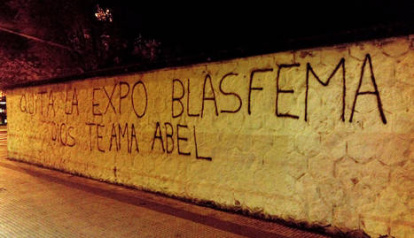 QUITA LA EXPO BLASFEMA
DIOS TE AMA ABEL